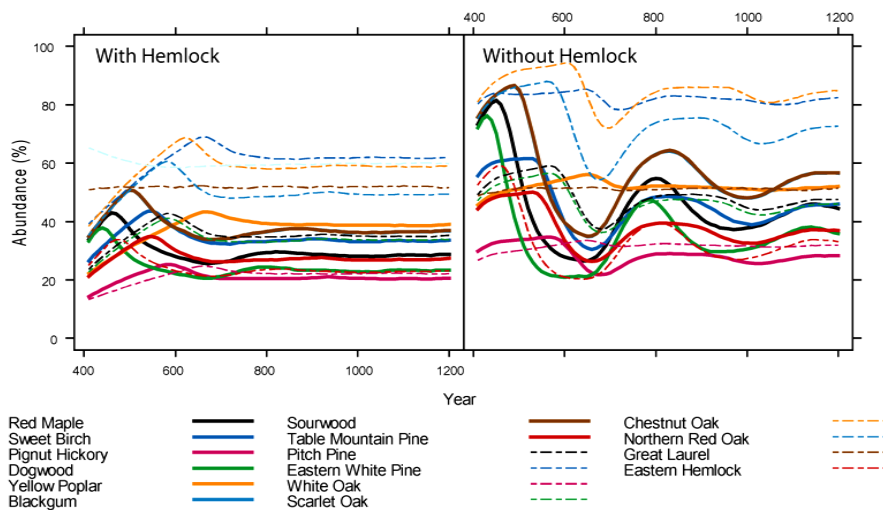 400 600 800 1000 1200
With Hemlock
Without Hemlock
100
80
60
40
20
0
Abundance (%)
400 600 800 1000 1200
Year
Red Maple Sourwood Chestnut Oak
Sweet Birch Table Mountain Pine Northern Red Oak
Pignut Hickory Pitch Pine Great Laurel
Dogwood Eastern White Pine Eastern Hemlock
Yellow Poplar White Oak
Blackgum Scarlet Oak